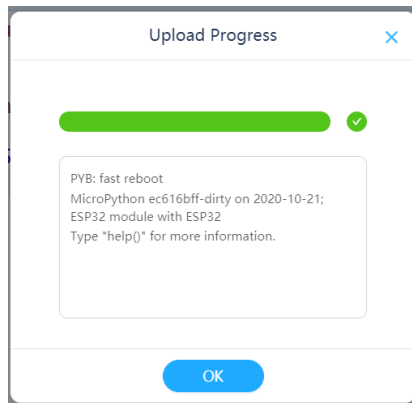 Upload Progress
PYB: fast reboot
MicroPython ec616bff-dirty on 2020-10-21;
ESP32 module with ESP32
Type "help()" for more information.
OK